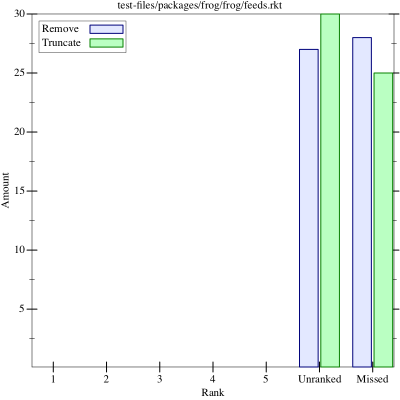 test-files/packages/frog/frog/feeds.rkt
Remove
Truncate
30
25
20
15
10
5
Amount
1 2 3 4 5 Unranked Missed
Rank